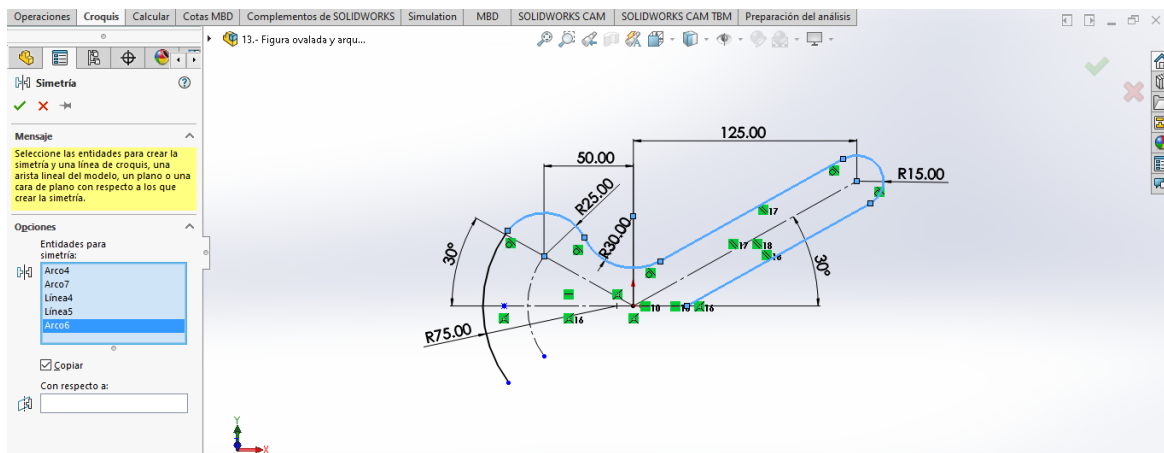 Operaciones Croquis Calcular Cotas MBD Complementos de SOLIDWORKS Simulation MBD SOLIDWORKS CAM SOLIDWORKS CAM TBM Preparación del análisis
13.- Figura ovalada y arqu...
Simetría
Mensaje
Seleccione las entidades para crear la
simetría y una línea de croquis, una
arista lineal del modelo, un plano o una
cara de plano con respecto a los que
crear la simetría.
Opciones
Entidades para
simetría:
Arco4
Arco7
Línea4
Línea5
Arco6
Copiar
Con respecto a:
125.00
50.00
R25.00
R15.00
R30.00
17
17 18
30°
30°
16
R75.00
16
Y
X